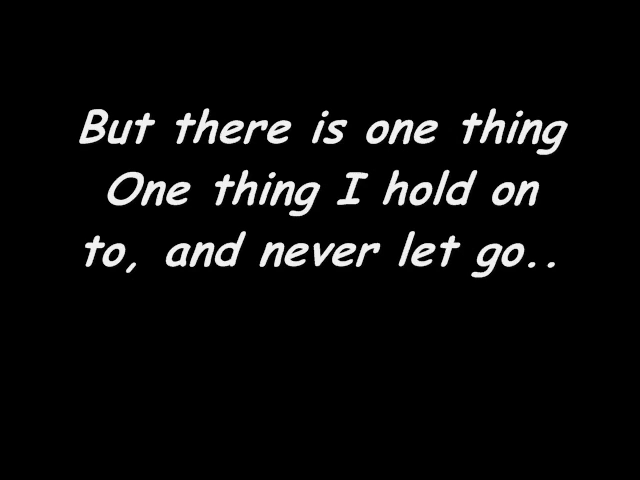 But there is one thing
One thing I hold on
to, and never let go..